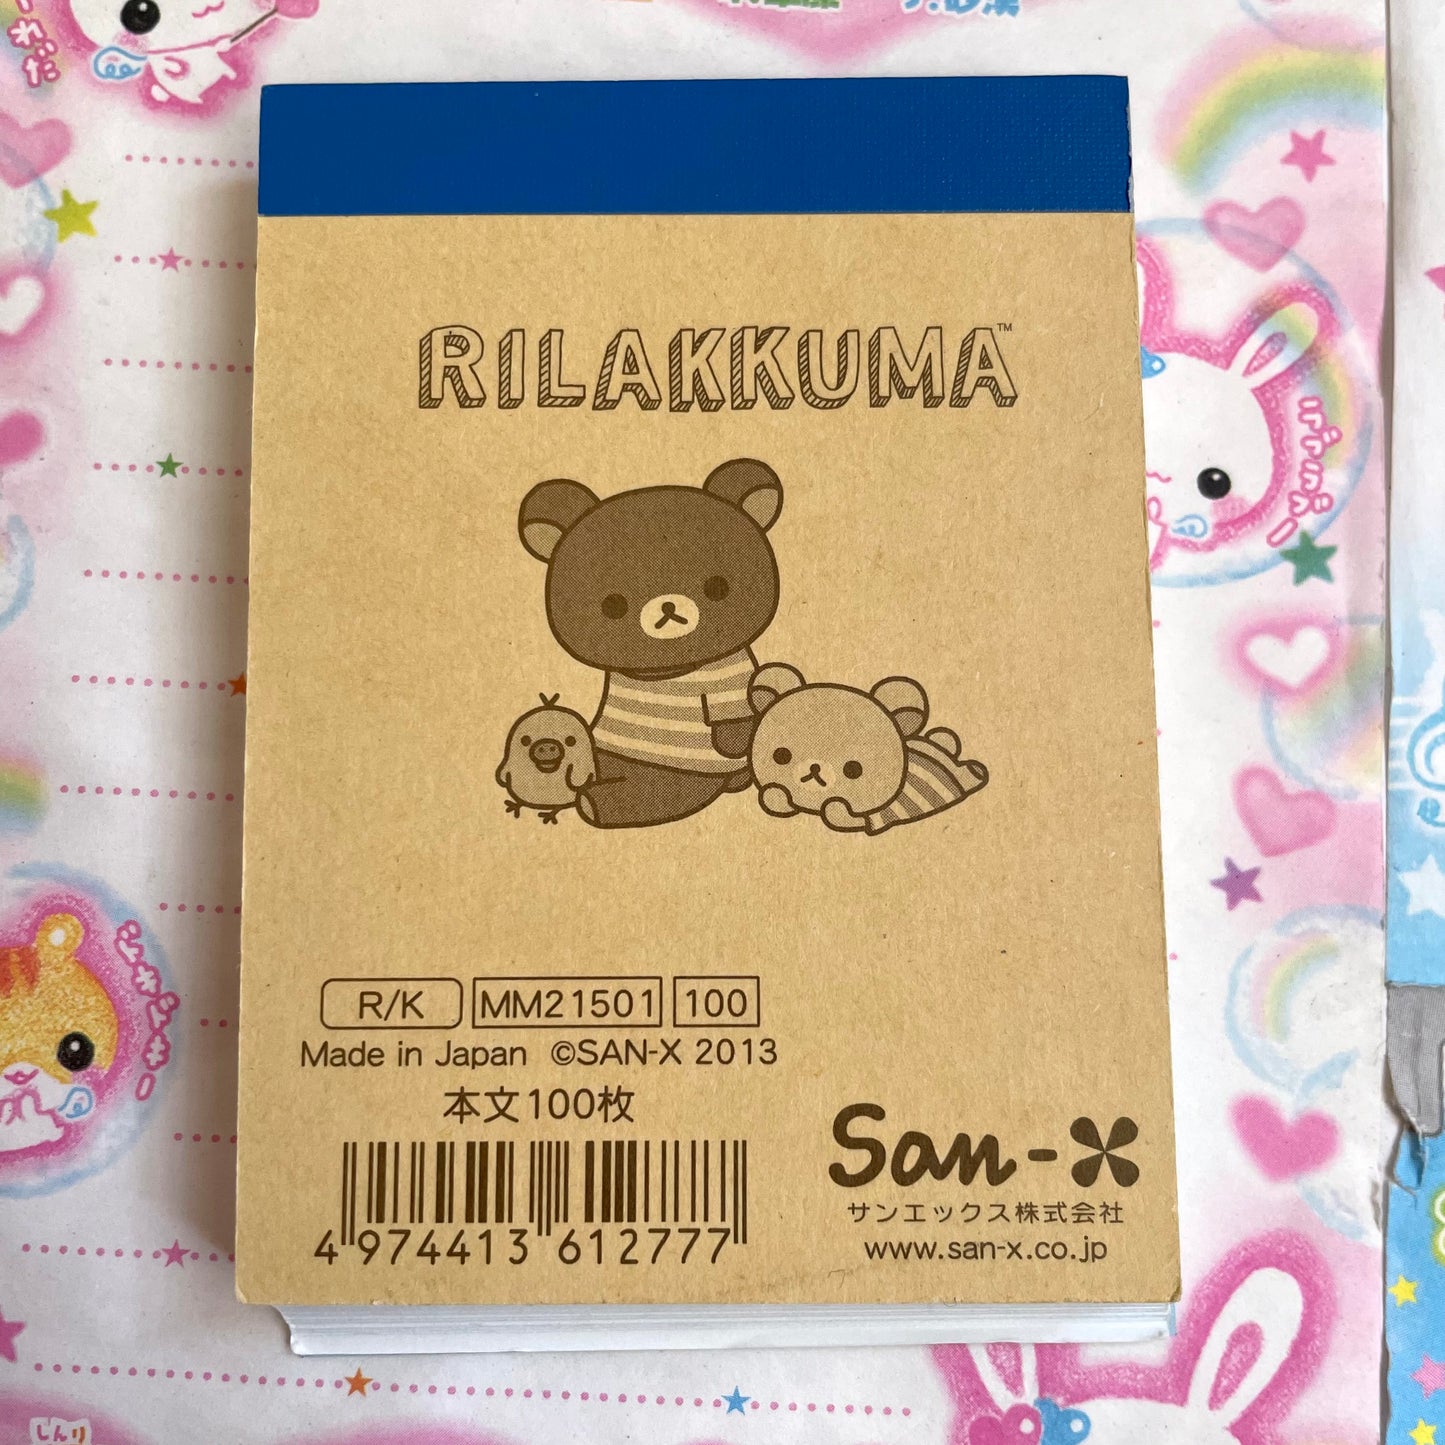 RILAKKUMA™
R/K MM21501 100
Made in Japan ©SAN-X 2013
本文100枚
4 974413 612777
San-X
サンエックス株式会社
www.san-x.co.jp